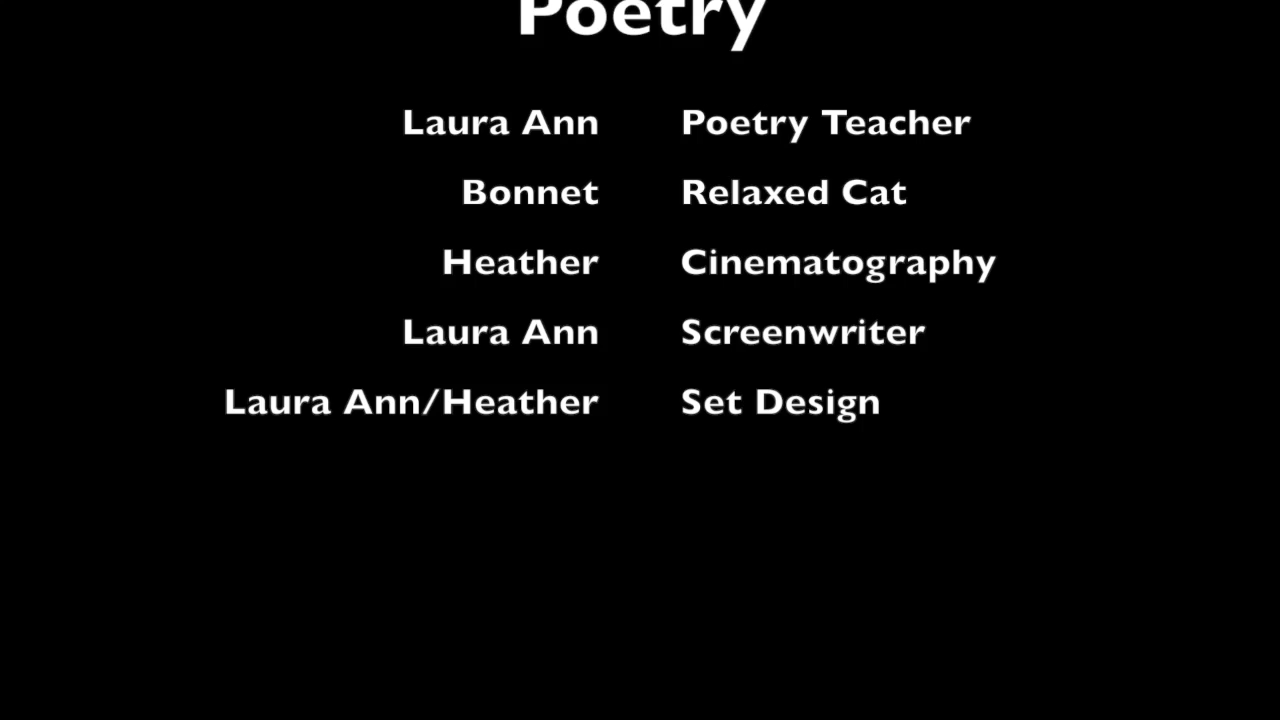 Poetry
Laura Ann Poetry Teacher
Bonnet Relaxed Cat
Heather Cinematography
Laura Ann Screenwriter
Laura Ann/Heather Set Design